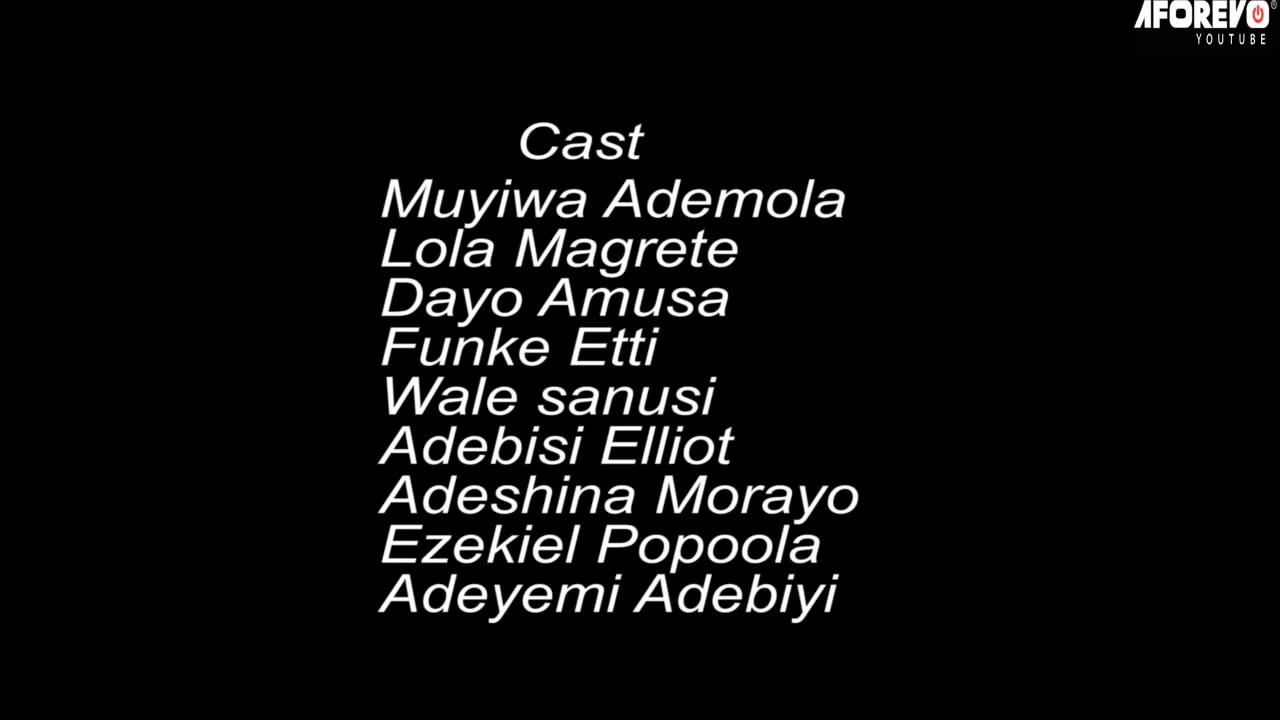 AFOREVO
YOUTUBE
Cast
Muyiwa Ademola
Lola Magrete
Dayo Amusa
Funke Etti
Wale sanusi
Adebisi Elliot
Adeshina Morayo
Ezekiel Popoola
Adeyemi Adebiyi